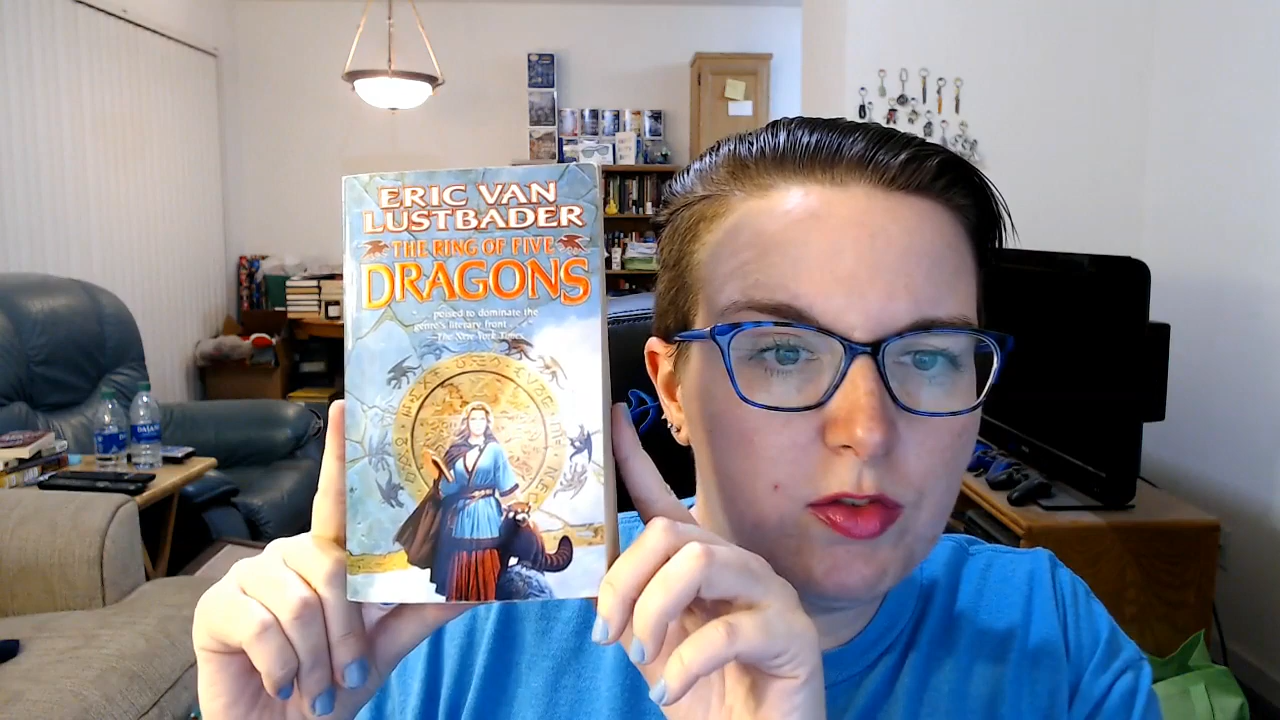 ERIC VAN
LUSTBADER
THE RING OF FIVE
DRAGONS
"... poised to dominate the
genre's literary front ..."
—The New York Times
DASANI